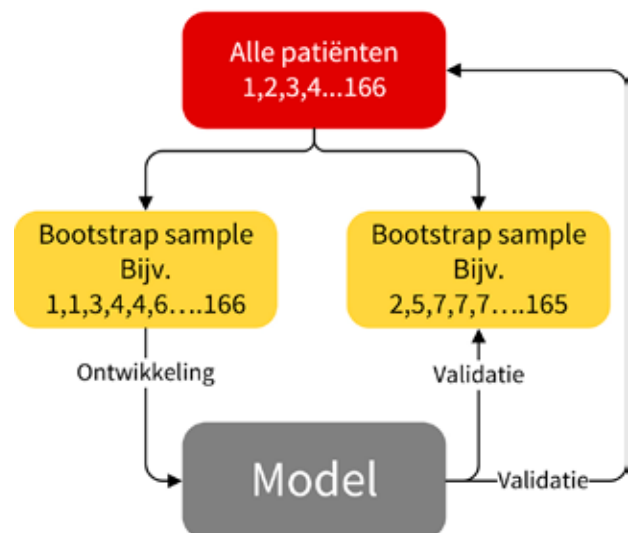 Alle patiënten
1,2,3,4...166
Bootstrap sample
Bijv.
1,1,3,4,4,6….166
Bootstrap sample
Bijv.
2,5,7,7,7….165
Ontwikkeling
Validatie
Model
Validatie